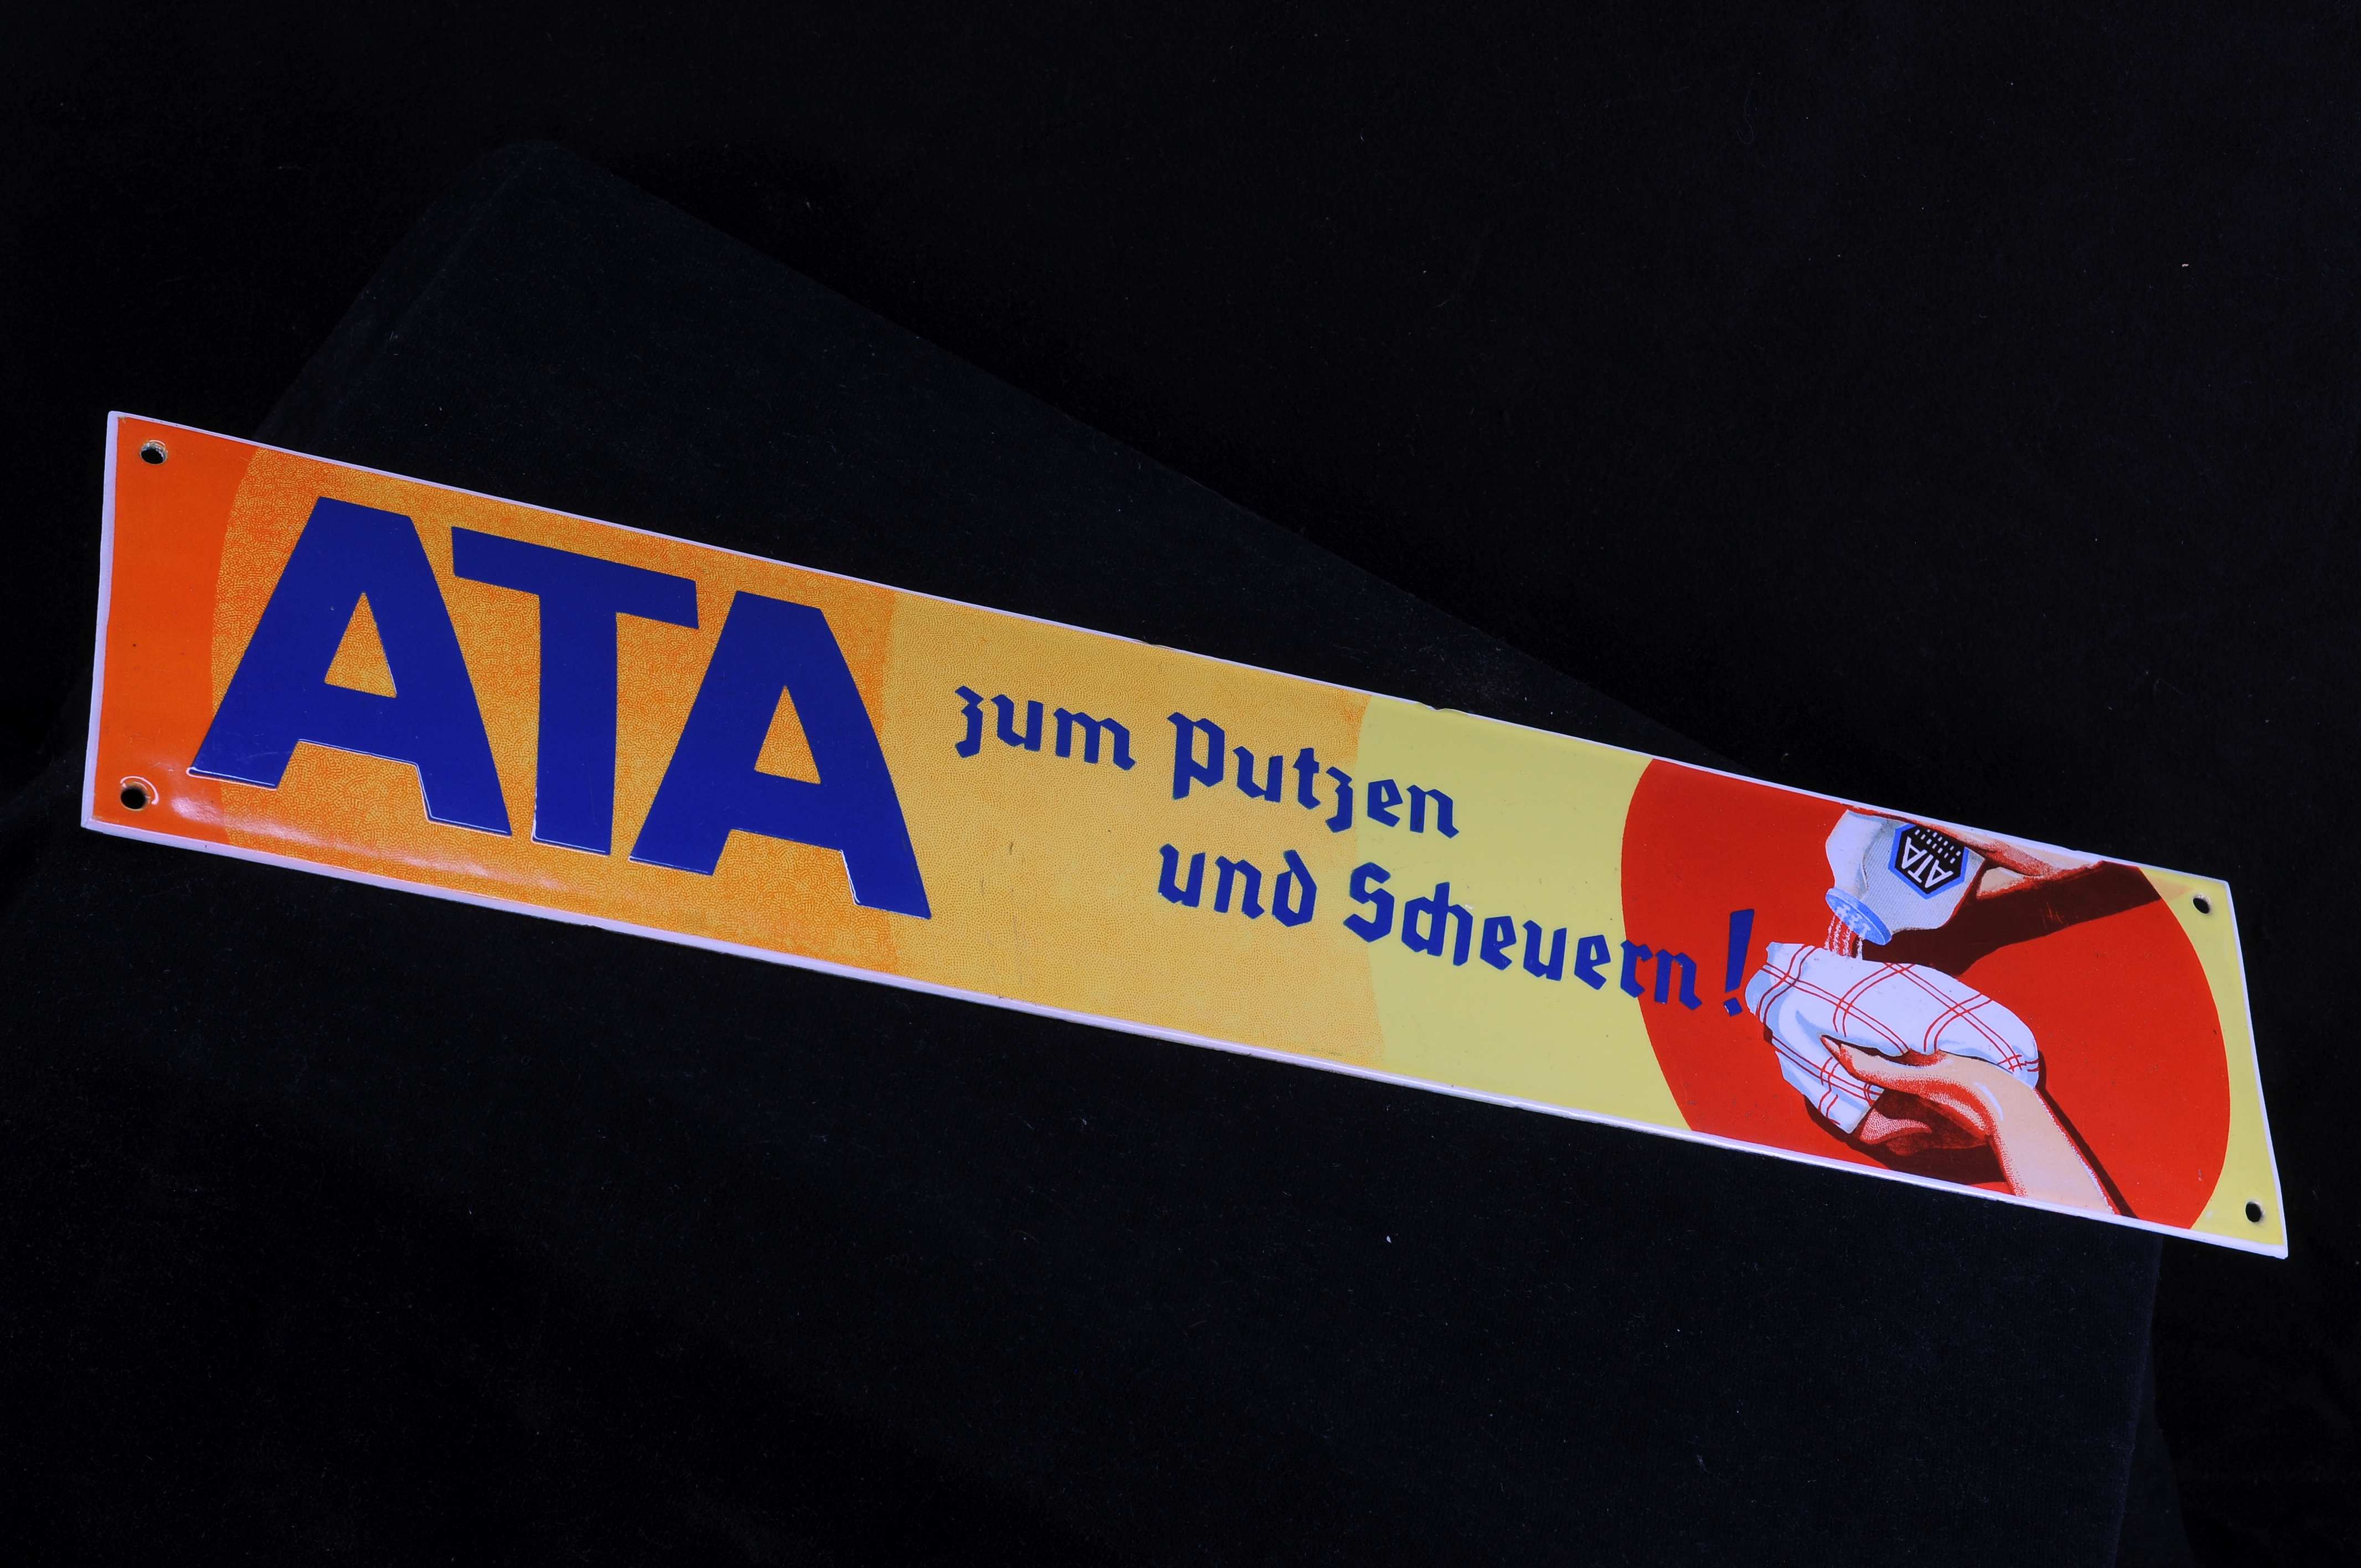 ATA
zum Putzen
und Scheuern!
ATA